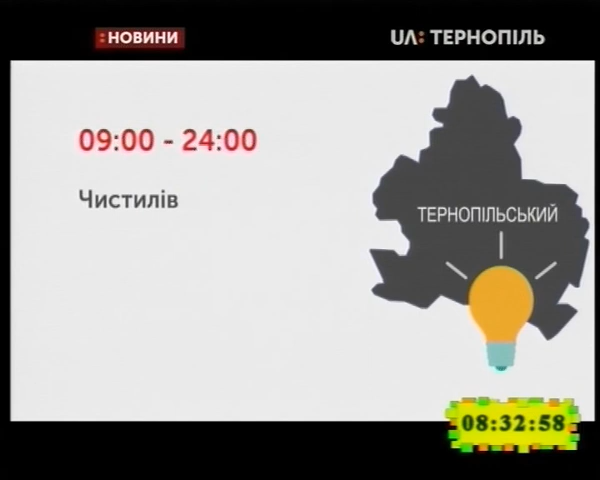 :НОВИНИ
UA: ТЕРНОПІЛЬ
09:00 - 24:00
Чистилів
ТЕРНОПІЛЬСЬКИЙ
08:32:58